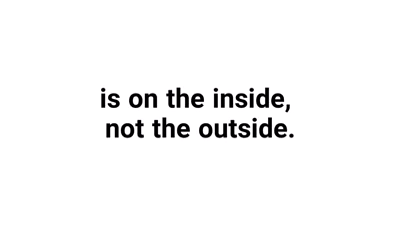 is on the inside,
not the outside.